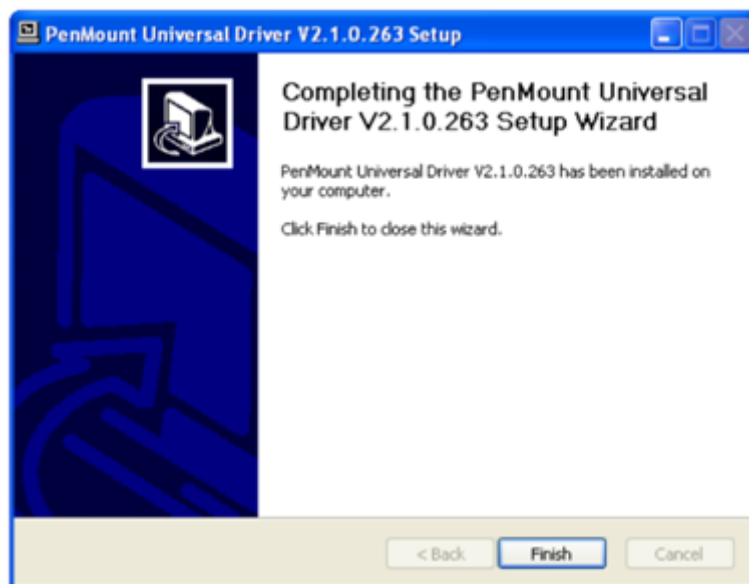 PenMount Universal Driver V2.1.0.263 Setup
Completing the PenMount Universal
Driver V2.1.0.263 Setup Wizard
PenMount Universal Driver V2.1.0.263 has been installed on
your computer.
Click Finish to close this wizard.
< Back Finish Cancel